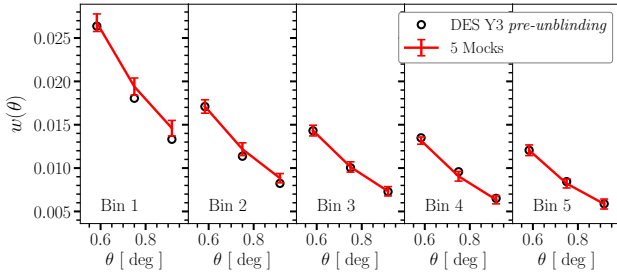 DES Y3 pre-unblinding
5 Mocks
w(θ)
0.025
0.020
0.015
0.010
0.005
Bin 1 Bin 2 Bin 3 Bin 4 Bin 5
0.6 0.8 0.6 0.8 0.6 0.8 0.6 0.8 0.6 0.8
θ [ deg] θ [ deg] θ [ deg] θ [ deg] θ [ deg]